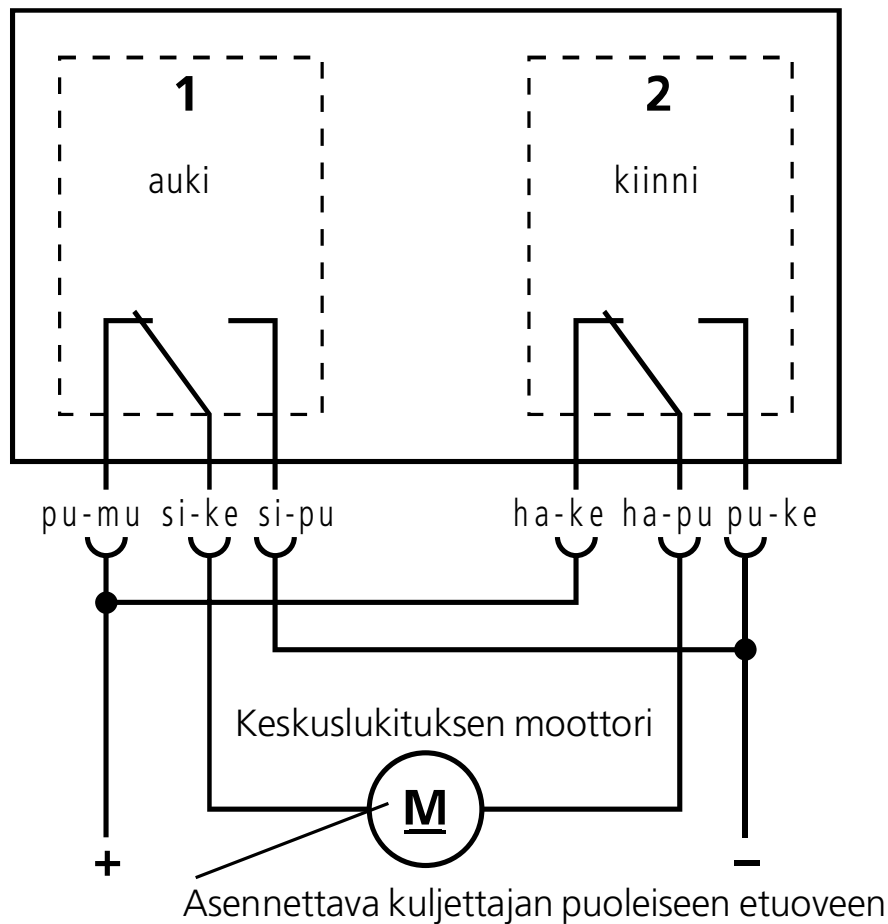 1 2
auki kiinni
pu-mu si-ke si-pu ha-ke ha-pu pu-ke
Keskuslukituksen moottori
M
+ −
Asennettava kuljettajan puoleiseen etuoveen